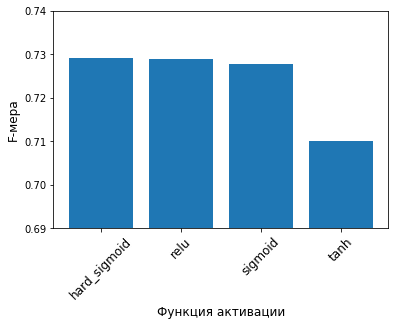 0.74
0.73
0.72
0.71
0.70
0.69
F-мера
hard_sigmoid
relu
sigmoid
tanh
Функция активации